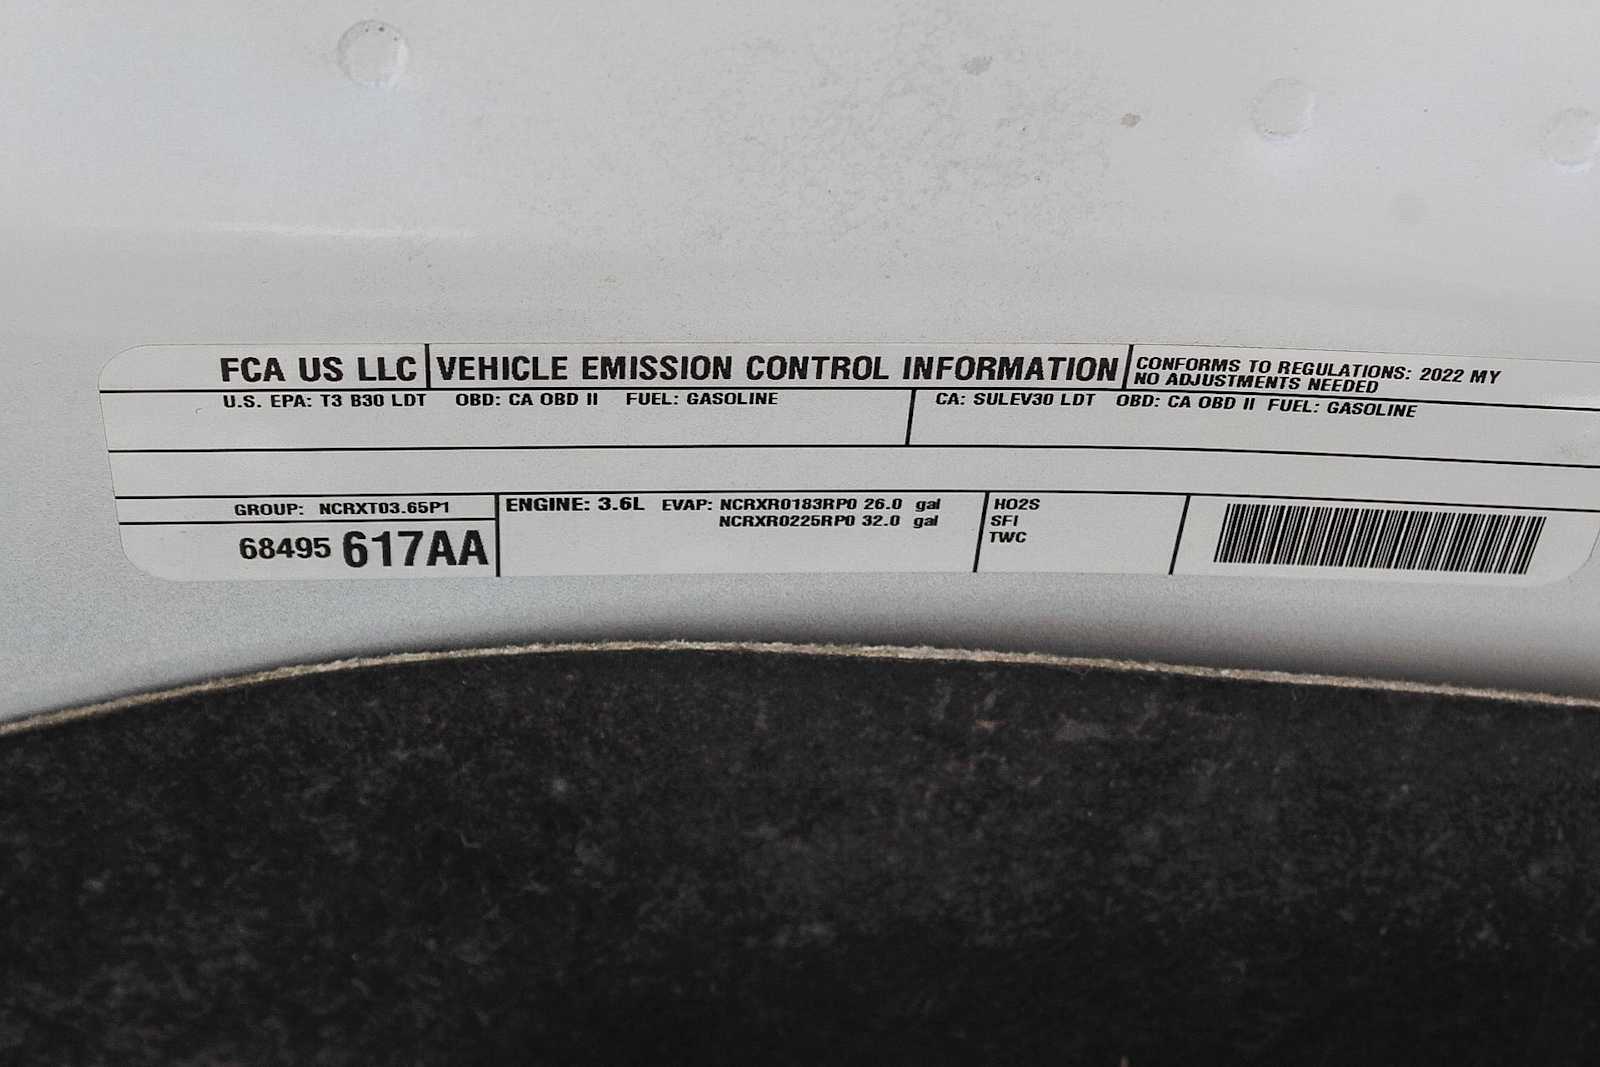 FCA US LLC VEHICLE EMISSION CONTROL INFORMATION
CONFORMS TO REGULATIONS: 2022 MY
NO ADJUSTMENTS NEEDED
U.S. EPA: T3 B30 LDT OBD: CA OBD II FUEL: GASOLINE
CA: SULEV30 LDT OBD: CA OBD II FUEL: GASOLINE
GROUP: NCRXT03.65P1
68495 617AA
ENGINE: 3.6L EVAP: NCRXR0183RP0 26.0 gal
NCRXR0225RP0 32.0 gal
HO2S
SFI
TWC